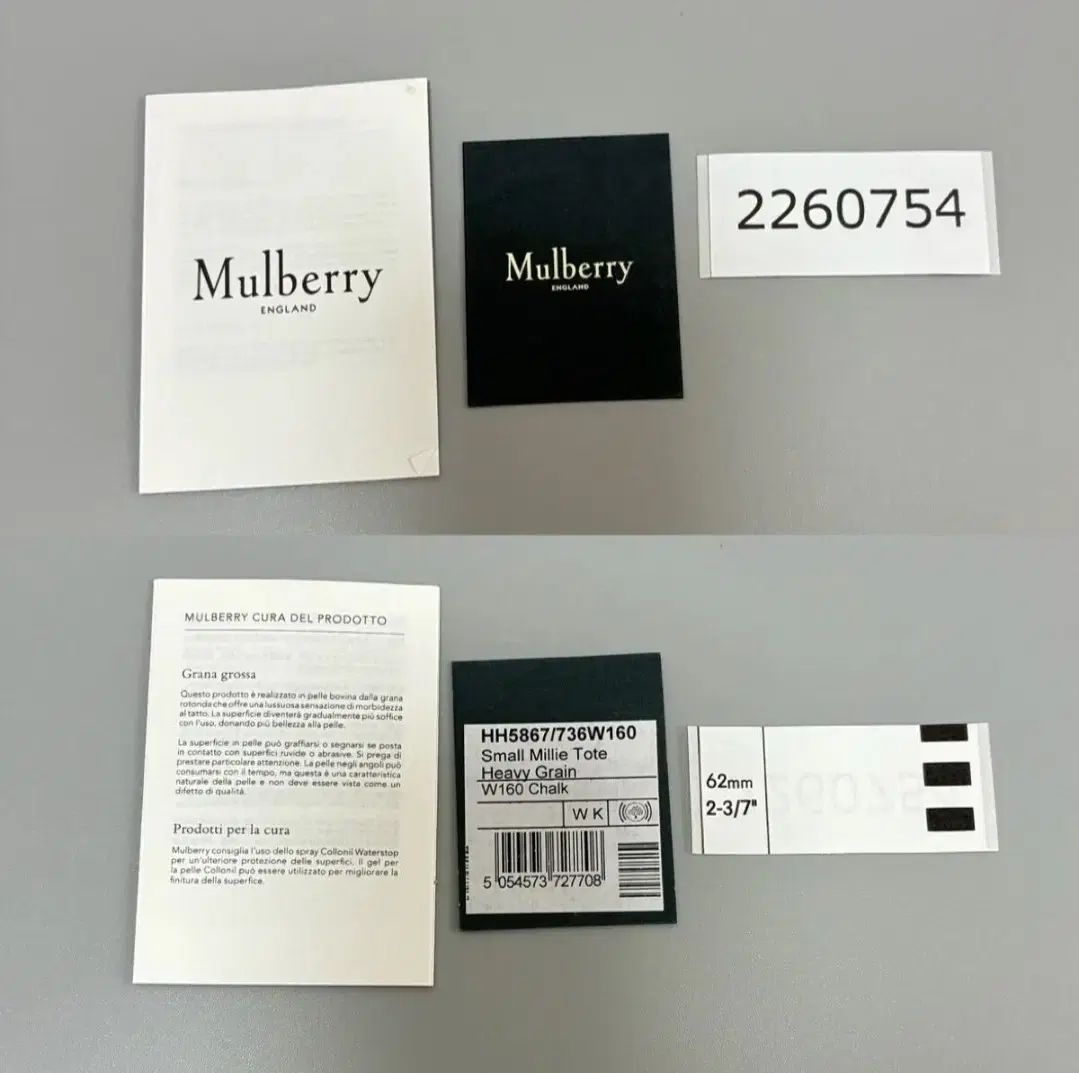 Mulberry
ENGLAND
Mulberry
ENGLAND
2260754
MULBERRY CURA DEL PRODOTTO
Grana grossa
Questo prodotto è realizzato in pelle bovina dalla grana
rotonda che offre una lussuosa sensazione di morbidezza
al tatto. La superficie diventerà gradualmente più soffice
con l'uso, donando più bellezza alla pelle.
La superficie in pelle può graffiarsi o segnarsi se posta
in contatto con superfici ruvide o abrasive. Si prega di
prestare particolare attenzione. La pelle negli angoli può
consumarsi con il tempo, ma questa è una caratteristica
naturale della pelle e non deve essere vista come un
difetto di qualità.
Prodotti per la cura
Mulberry consiglia l'uso dello spray Collonil Waterstop
per un'ulteriore protezione delle superfici. Il gel per
la pelle Collonil può essere utilizzato per migliorare la
finitura della superfice.
HH5867/736W160
Small Millie Tote
Heavy Grain
W160 Chalk
W K
5 054573 727708
62mm
2-3/7"